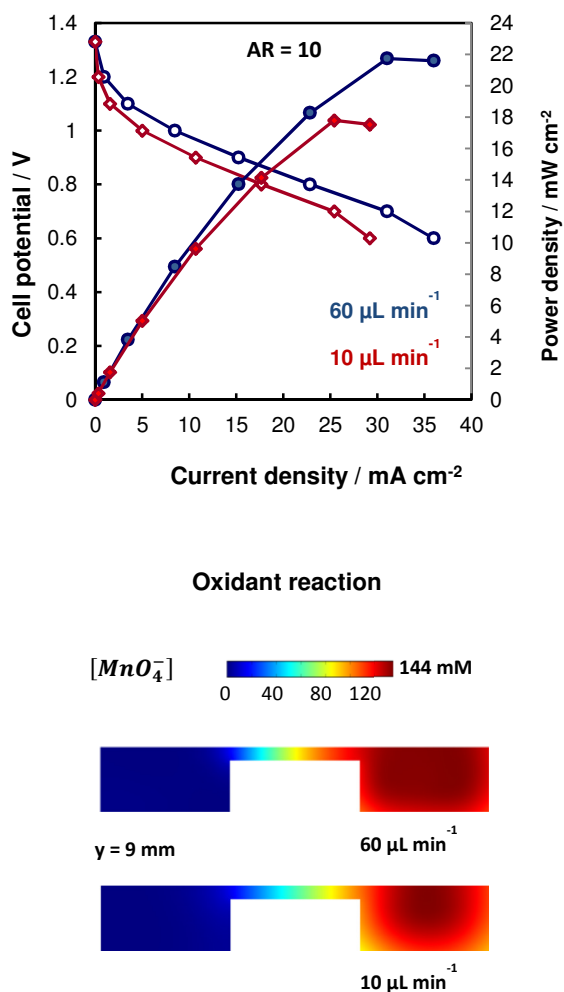 AR = 10
1.4
1.2
1
0.8
0.6
0.4
0.2
0
Cell potential / V
24
22
20
18
16
14
12
10
8
6
4
2
0
Power density / mW cm⁻²
60 µL min⁻¹
10 µL min⁻¹
0 5 10 15 20 25 30 35 40
Current density / mA cm⁻²
Oxidant reaction
[MnO₄⁻]
144 mM
0 40 80 120
y = 9 mm
60 µL min⁻¹
10 µL min⁻¹